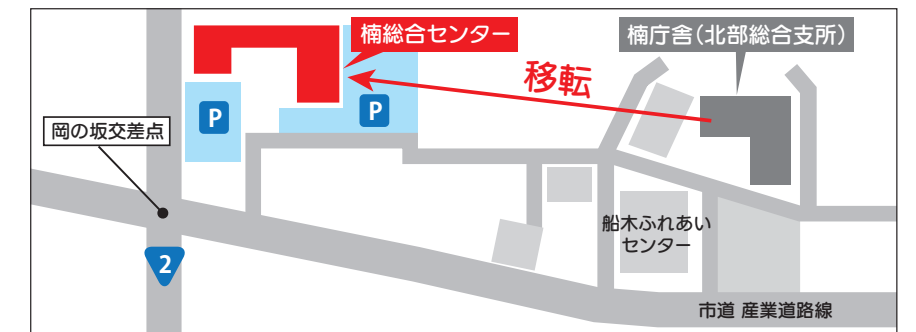 楠総合センター
楠庁舎（北部総合支所）
移転
P
P
岡の坂交差点
船木ふれあい
センター
2
市道 産業道路線